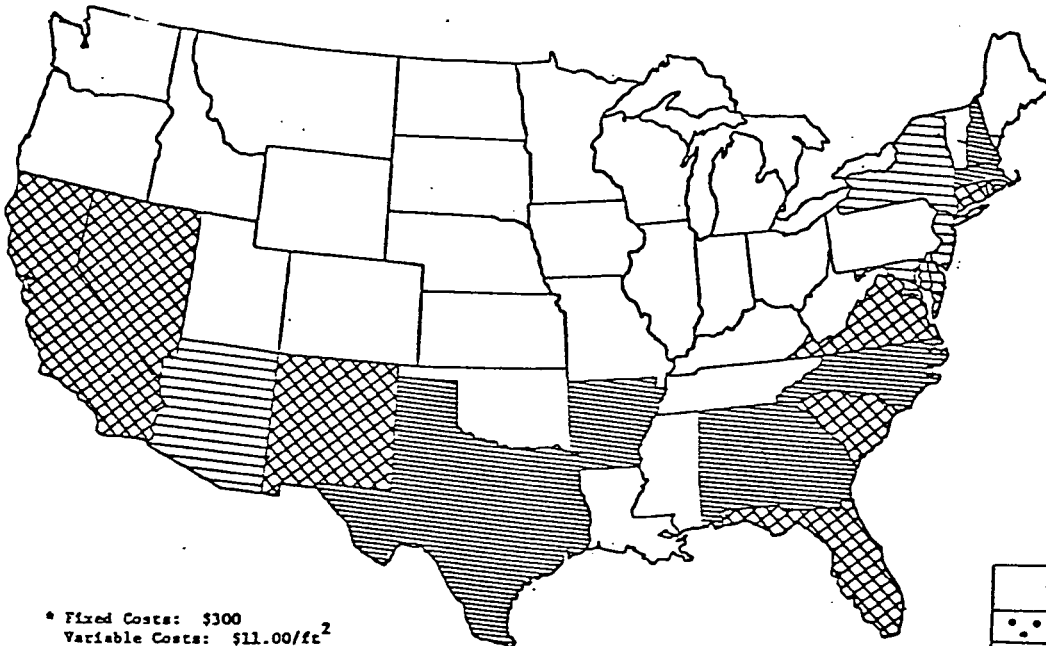 * Fixed Costs: $300
Variable Costs: $11.00/ft²